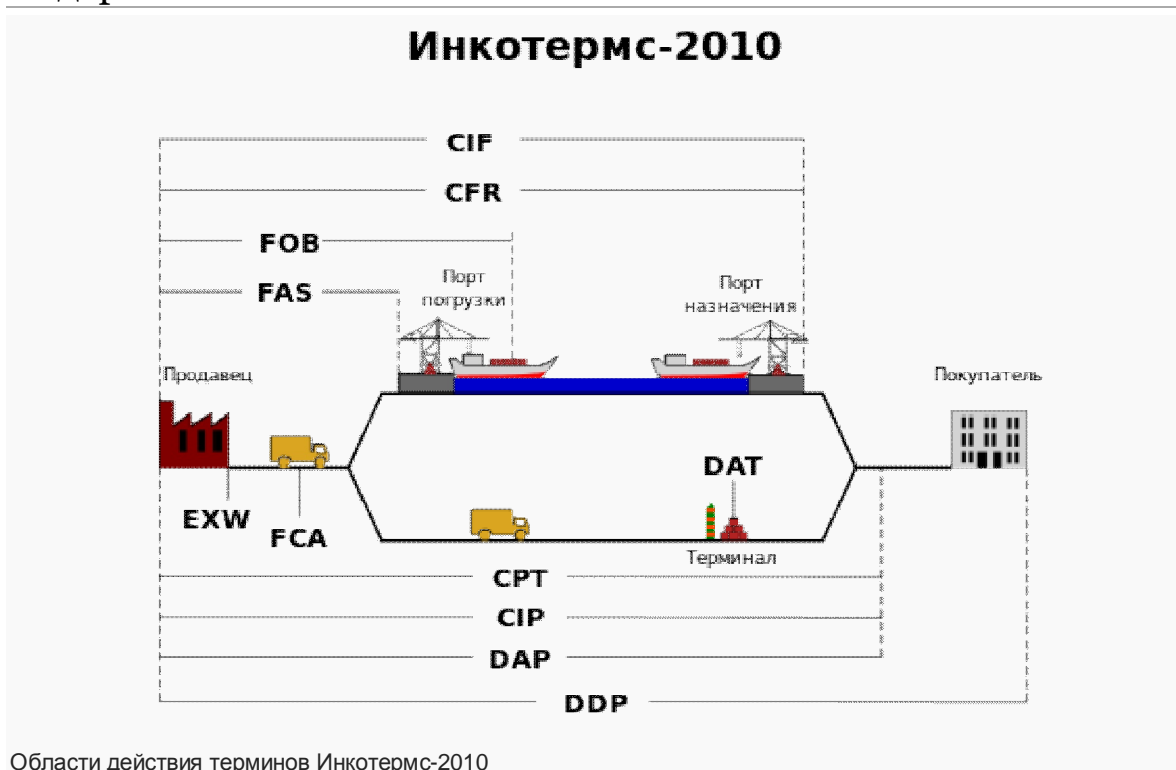 Инкотермс-2010
CIF
CFR
FOB
FAS
Порт
погрузки
Порт
назначения
Продавец
Покупатель
DAT
EXW
FCA
Терминал
CPT
CIP
DAP
DDP
Области действия терминов Инкотермс-2010